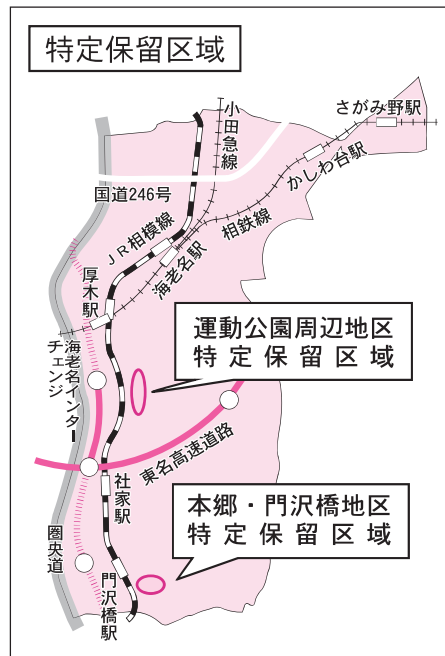 特定保留区域
さがみ野駅
小田急線
かしわ台駅
国道246号
JR相模線
相鉄線
海老名駅
厚木駅
運動公園周辺地区
特定保留区域
海老名インター
チェンジ
東名高速道路
社家駅
本郷・門沢橋地区
特定保留区域
圏央道
門沢橋駅